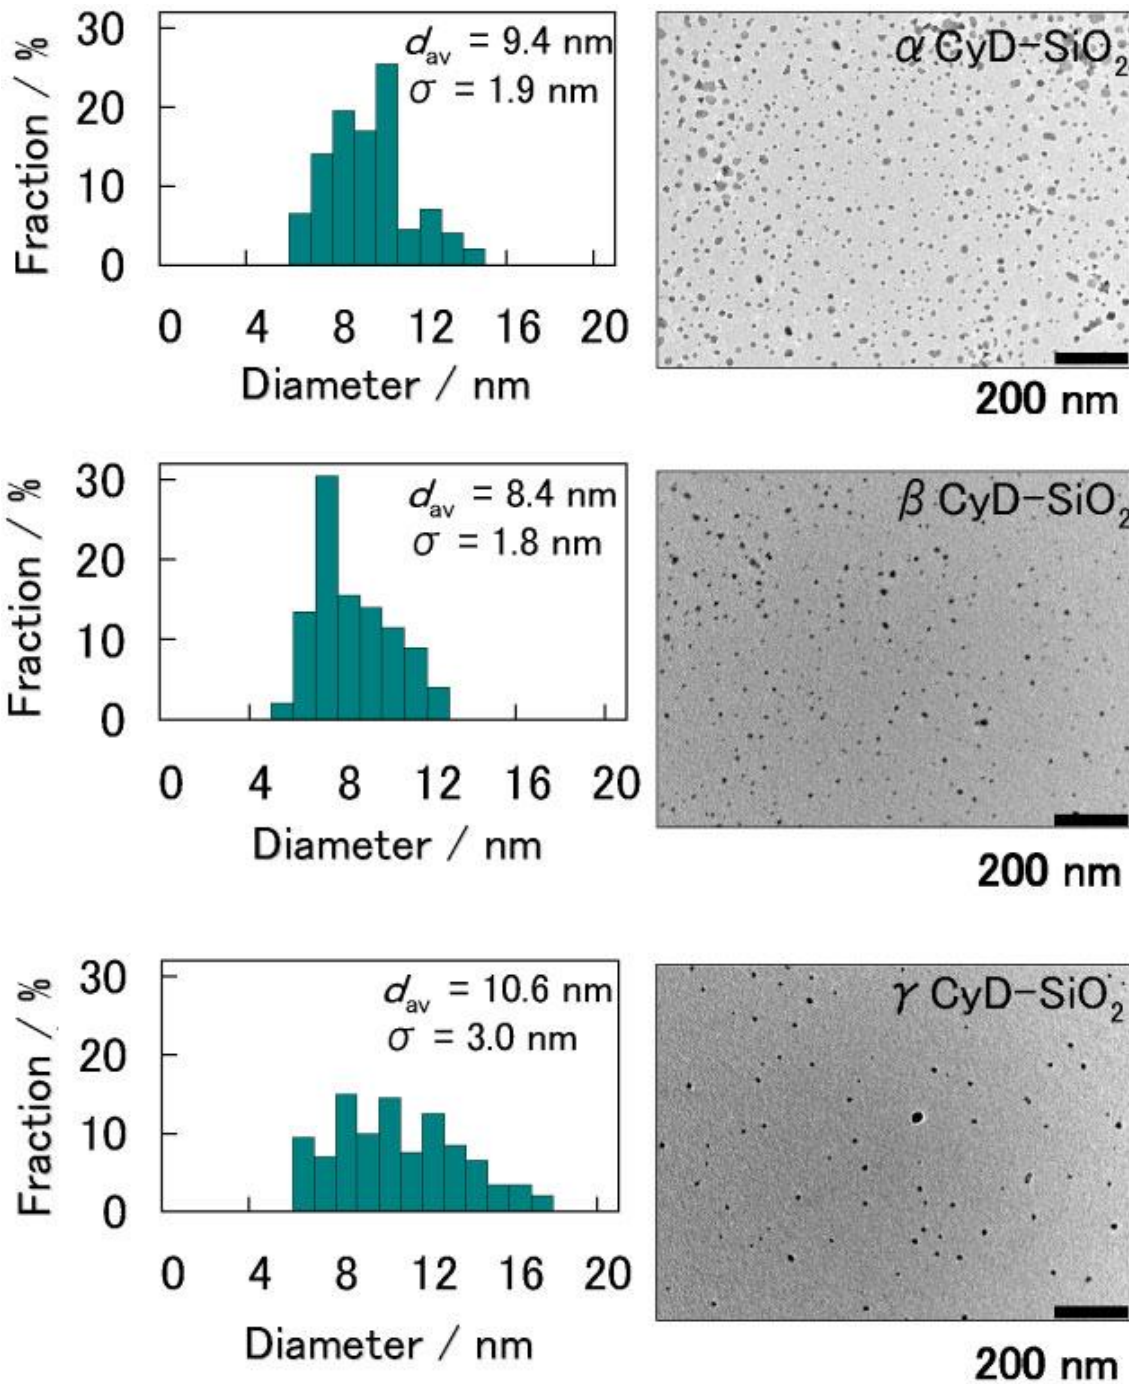 30
20
10
0
Fraction / %
d_av = 9.4 nm
σ = 1.9 nm
0 4 8 12 16 20
Diameter / nm
α CyD-SiO₂
200 nm
30
20
10
0
Fraction / %
d_av = 8.4 nm
σ = 1.8 nm
0 4 8 12 16 20
Diameter / nm
β CyD-SiO₂
200 nm
30
20
10
0
Fraction / %
d_av = 10.6 nm
σ = 3.0 nm
0 4 8 12 16 20
Diameter / nm
γ CyD-SiO₂
200 nm